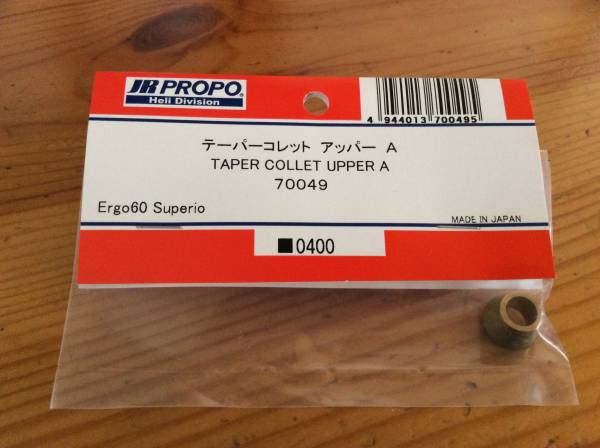 JR PROPO
Heli Division
4 944013 700495
テーパーコレット アッパー A
TAPER COLLET UPPER A
70049
Ergo60 Superio
MADE IN JAPAN
■0400